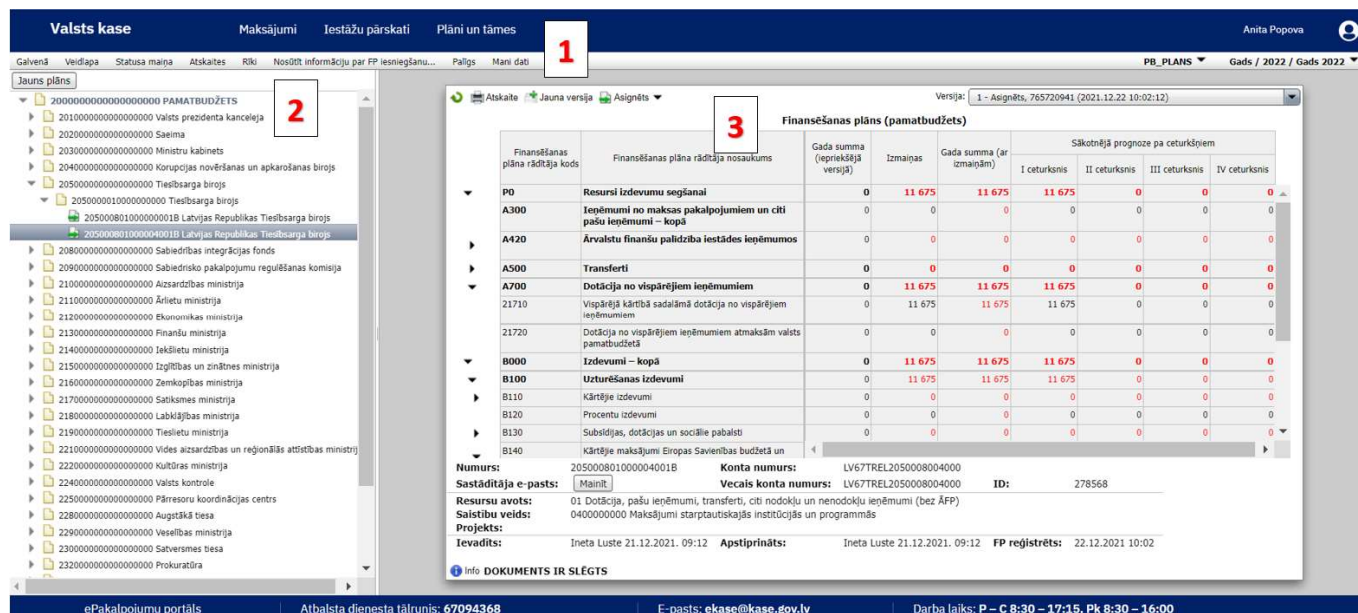 Valsts kase Maksājumi Iestāžu pārskati Plāni un tāmes Anita Popova
1
Galvenā Veidlapa Statusa maiņa Atskaites Rīki Nosūtīt informāciju par FP iesniegšanu... Palīgs Mani dati PB_PLANS Gads / 2022 / Gads 2022
Jauns plāns
2
2000000000000000000 PAMATBUDŽETS
2010000000000000000 Valsts prezidenta kanceleja
2020000000000000000 Saeima
2030000000000000000 Ministru kabinets
2040000000000000000 Korupcijas novēršanas un apkarošanas birojs
2050000000000000000 Tiesībsarga birojs
2050000010000000000 Tiesībsarga birojs
205000801000000001B Latvijas Republikas Tiesībsarga birojs
205000801000004001B Latvijas Republikas Tiesībsarga birojs
2080000000000000000 Sabiedrības integrācijas fonds
2090000000000000000 Sabiedrisko pakalpojumu regulēšanas komisija
2100000000000000000 Aizsardzības ministrija
2110000000000000000 Ārlietu ministrija
2120000000000000000 Ekonomikas ministrija
2130000000000000000 Finanšu ministrija
2140000000000000000 Iekšlietu ministrija
2150000000000000000 Izglītības un zinātnes ministrija
2160000000000000000 Zemkopības ministrija
2170000000000000000 Satiksmes ministrija
2180000000000000000 Labklājības ministrija
2190000000000000000 Tieslietu ministrija
2210000000000000000 Vides aizsardzības un reģionālās attīstības ministrij
2220000000000000000 Kultūras ministrija
2240000000000000000 Valsts kontrole
2250000000000000000 Pārresoru koordinācijas centrs
2280000000000000000 Augstākā tiesa
2290000000000000000 Veselības ministrija
2300000000000000000 Satversmes tiesa
2320000000000000000 Prokuratūra
Atskaite Jauna versija Asignēts Versija: 1 - Asignēts, 765720941 (2021.12.22 10:02:12)
3
Finansēšanas plāns (pamatbudžets)
Finansēšanas plāna rādītāja kods Finansēšanas plāna rādītāja nosaukums Gada summa (iepriekšējā versijā) Izmaiņas Gada summa (ar izmaiņām) Sākotnējā prognoze pa ceturkšņiem
I ceturksnis II ceturksnis III ceturksnis IV ceturksnis
P0 Resursi izdevumu segšanai 0 11 675 11 675 11 675 0 0 0
A300 Ieņēmumi no maksas pakalpojumiem un citi pašu ieņēmumi – kopā 0 0 0 0 0 0 0
A420 Ārvalstu finanšu palīdzība iestādes ieņēmumos 0 0 0 0 0 0 0
A500 Transferti 0 0 0 0 0 0 0
A700 Dotācija no vispārējiem ieņēmumiem 0 11 675 11 675 11 675 0 0 0
21710 Vispārējā kārtībā sadalāmā dotācija no vispārējiem ieņēmumiem 0 11 675 11 675 11 675 0 0 0
21720 Dotācija no vispārējiem ieņēmumiem atmaksām valsts pamatbudžetā 0 0 0 0 0 0 0
B000 Izdevumi – kopā 0 11 675 11 675 11 675 0 0 0
B100 Uzturēšanas izdevumi 0 11 675 11 675 11 675 0 0 0
B110 Kārtējie izdevumi 0 0 0 0 0 0 0
B120 Procentu izdevumi 0 0 0 0 0 0 0
B130 Subsīdijas, dotācijas un sociālie pabalsti 0 0 0 0 0 0 0
B140 Kārtējie maksājumi Eiropas Savienības budžetā un
Numurs: 205000801000004001B Konta numurs: LV67TREL2050008004000
Sastādītāja e-pasts: Mainīt Vecais konta numurs: LV67TREL2050008004000 ID: 278568
Resursu avots: 01 Dotācija, pašu ieņēmumi, transferti, citi nodokļu un nenodokļu ieņēmumi (bez ĀFP)
Saistību veids: 0400000000 Maksājumi starptautiskajās institūcijās un programmās
Projekts:
Ievadīts: Ineta Luste 21.12.2021. 09:12 Apstiprināts: Ineta Luste 21.12.2021. 09:12 FP reģistrēts: 22.12.2021 10:02
Info DOKUMENTS IR SLĒGTS
ePakalpojumu portāls Atbalsta dienesta tālrunis: 67094368 E-pasts: ekase@kase.gov.lv Darba laiks: P – C 8:30 – 17:15, Pk 8:30 – 16:00